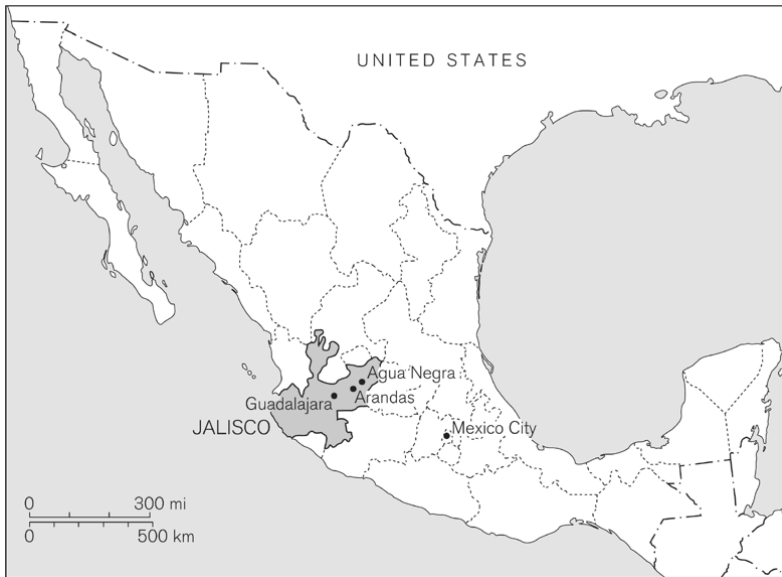 UNITED STATES
Agua Negra
Guadalajara
Arandas
JALISCO
Mexico City
0 300 mi
0 500 km